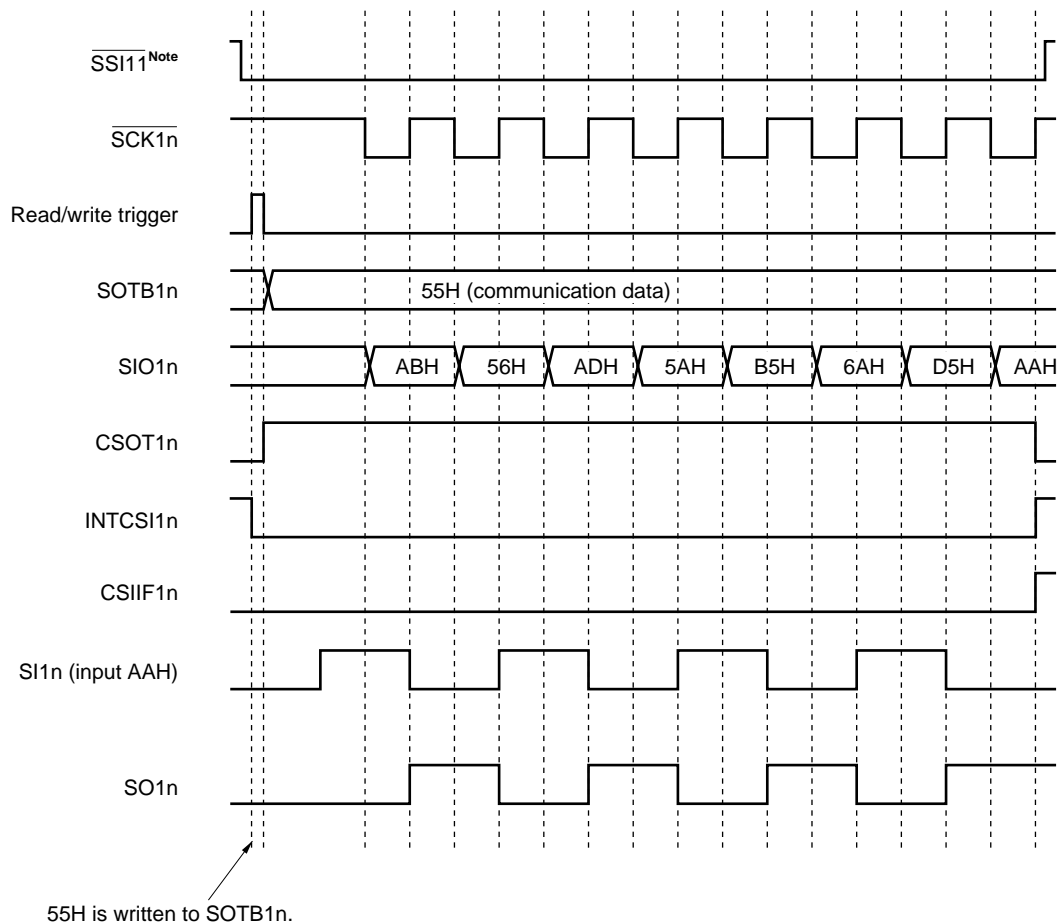 SSI11Note
SCK1n
Read/write trigger
SOTB1n
55H (communication data)
SIO1n
ABH 56H ADH 5AH B5H 6AH D5H AAH
CSOT1n
INTCSI1n
CSIIF1n
SI1n (input AAH)
SO1n
55H is written to SOTB1n.